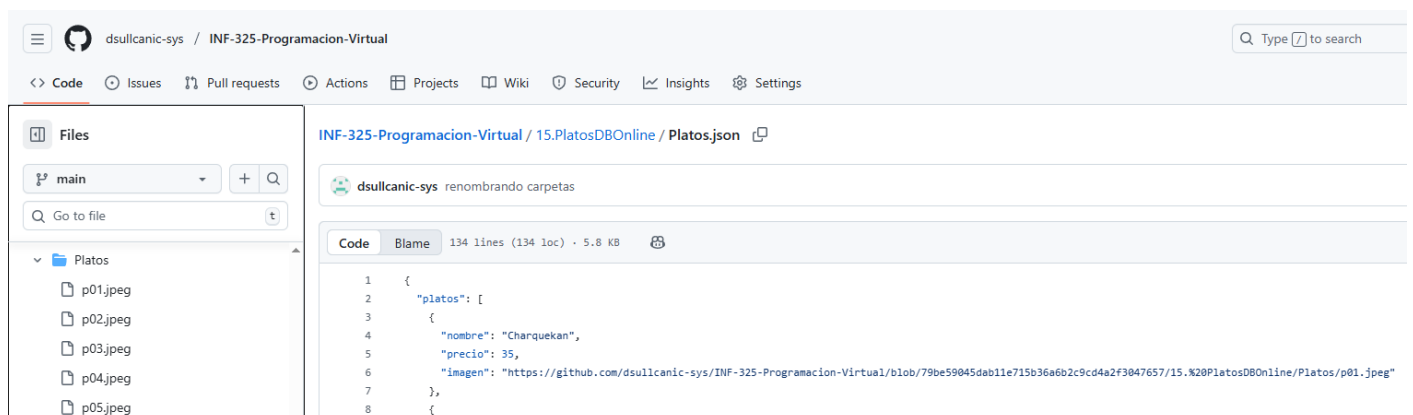 dsullcanic-sys / INF-325-Programacion-Virtual
Type / to search
<> Code Issues Pull requests Actions Projects Wiki Security Insights Settings
Files
main
Go to file t
Platos
p01.jpeg
p02.jpeg
p03.jpeg
p04.jpeg
p05.jpeg
INF-325-Programacion-Virtual / 15.PlatosDBOnline / Platos.json
dsullcanic-sys renombrando carpetas
Code Blame 134 lines (134 loc) · 5.8 KB
1 {
2 "platos": [
3 {
4 "nombre": "Charquekan",
5 "precio": 35,
6 "imagen": "https://github.com/dsullcanic-sys/INF-325-Programacion-Virtual/blob/79be59045dab11e715b36a6b2c9cd4a2f3047657/15.%20PlatosDBOnline/Platos/p01.jpeg"
7 },
8 {